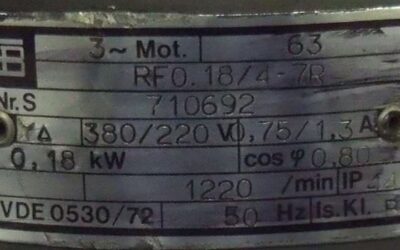 3~ Mot. 63
RF0.18/4-7R
Nr.S 710692
YΔ 380/220 V 0,75/1,3 A
0,18 kW cos φ 0,80
1220 /min IP 44
VDE 0530/72 50 Hz Is.Kl. B